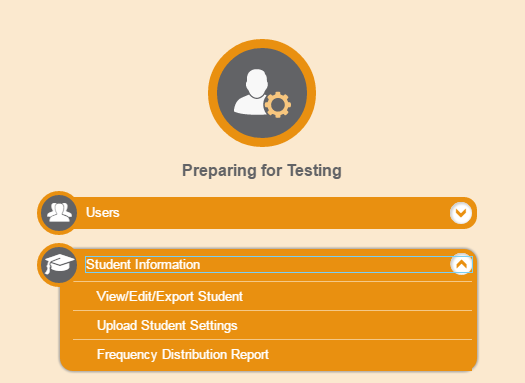 Preparing for Testing
Users
Student Information
View/Edit/Export Student
Upload Student Settings
Frequency Distribution Report